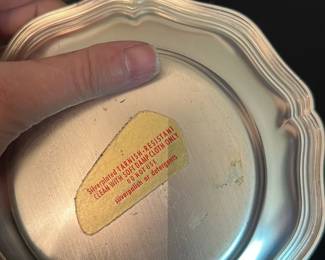 Silverplated TARNISH-RESISTANT
CLEAN WITH SOFT DAMP CLOTH ONLY
DO NOT USE
silverpolish or detergents